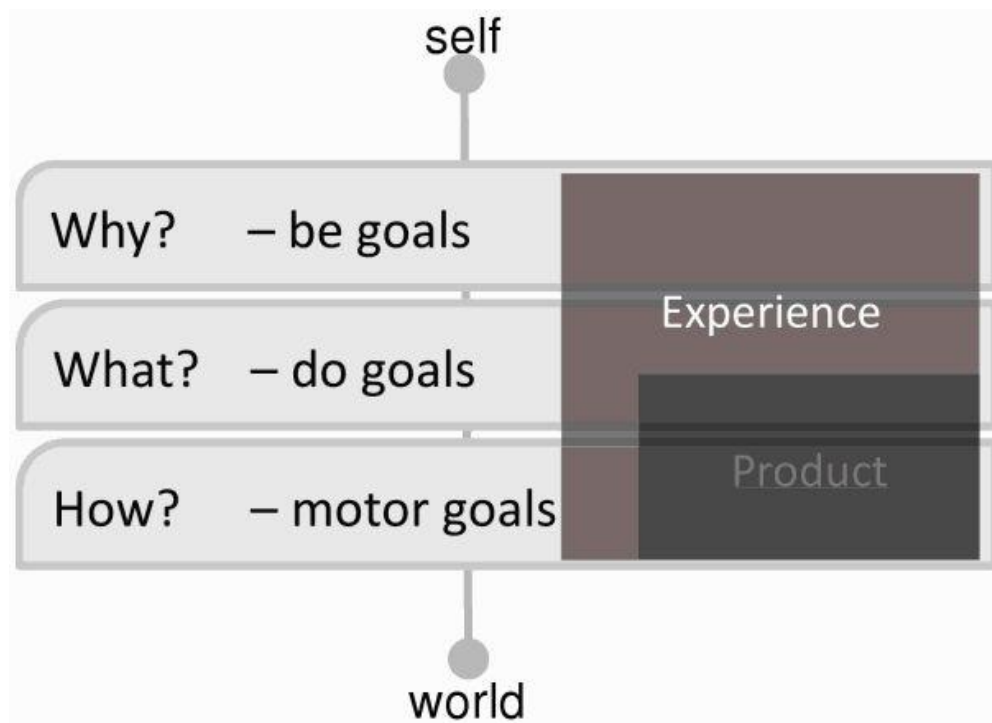 self
Why? – be goals
Experience
What? – do goals
Product
How? – motor goals
world